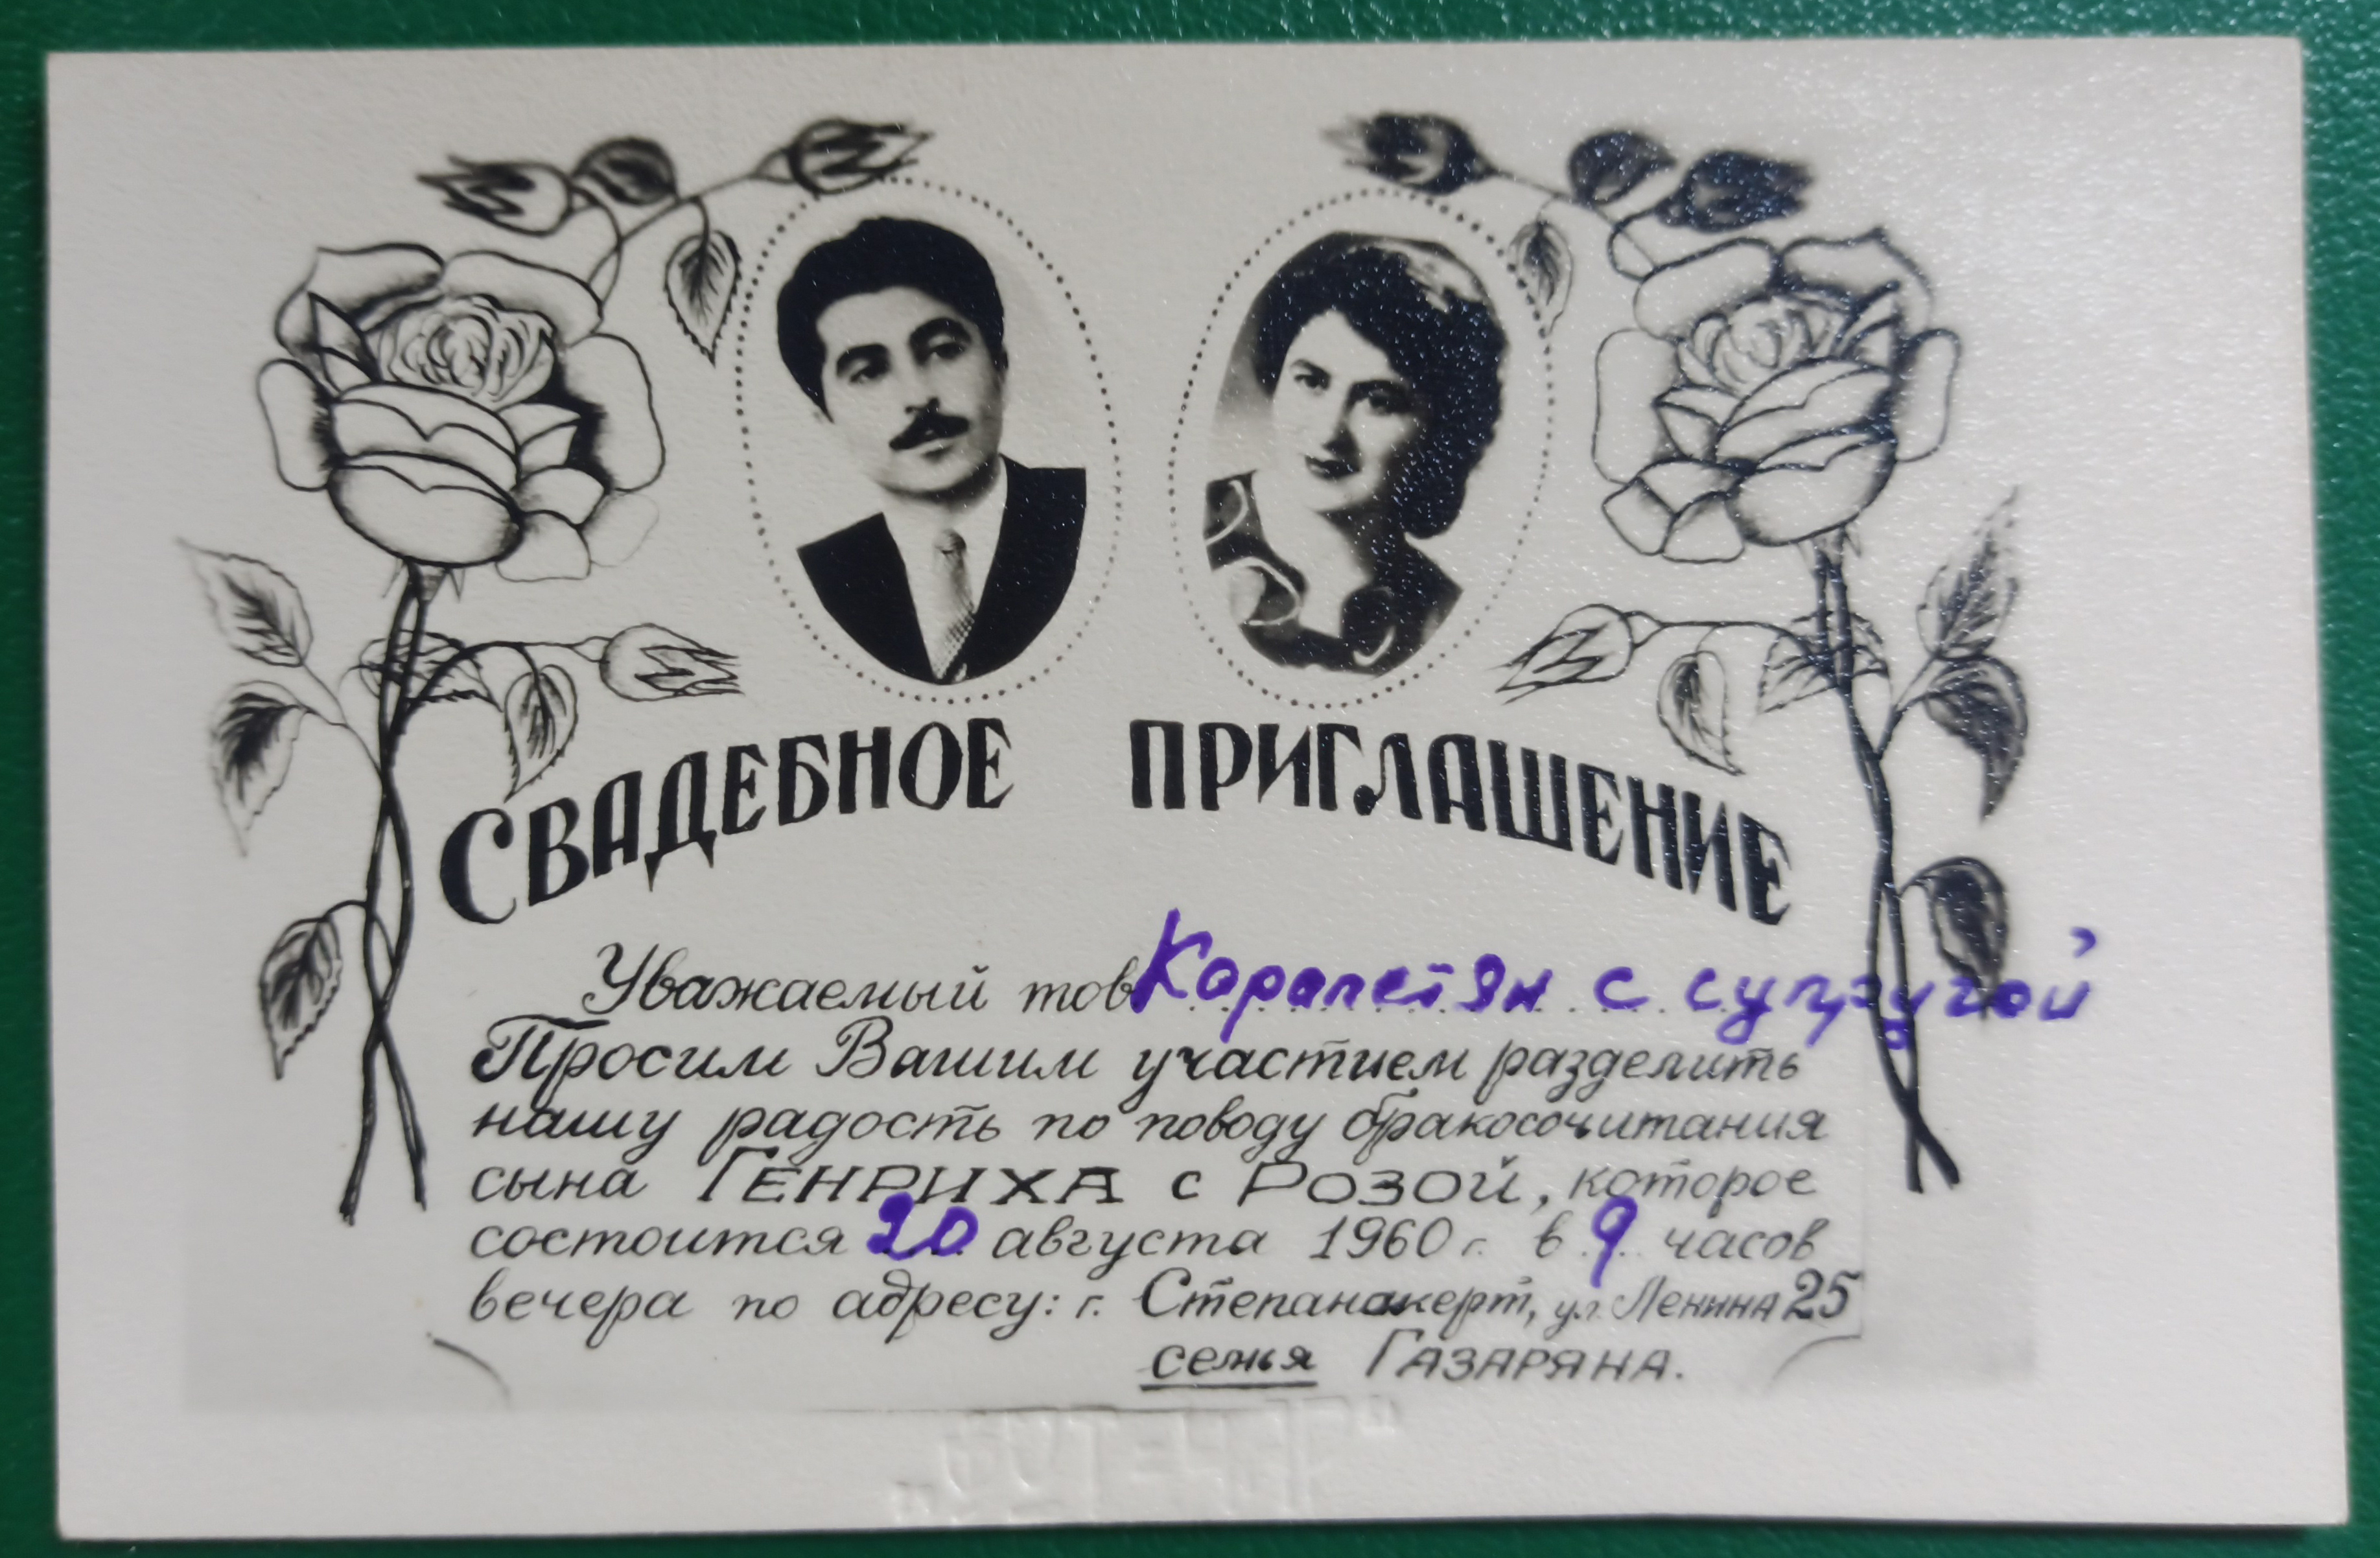 СВАДЕБНОЕ ПРИГЛАШЕНИЕ
Уважаемый тов Карапетян с супругой
Просим Вашим участием разделить
нашу радость по поводу бракосочитания
сына ГЕНРИХА с РОЗОЙ, которое
состоится 20 августа 1960 г. в 9 часов
вечера по адресу: г. Степанакерт, ул. Ленина 25
семья ГАЗАРЯНА.